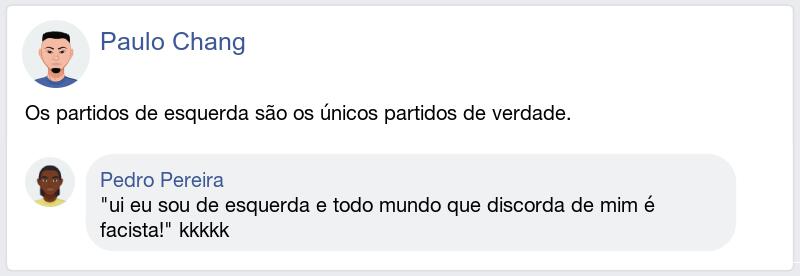 Paulo Chang
Os partidos de esquerda são os únicos partidos de verdade.
Pedro Pereira
"ui eu sou de esquerda e todo mundo que discorda de mim é
facista!" kkkkk